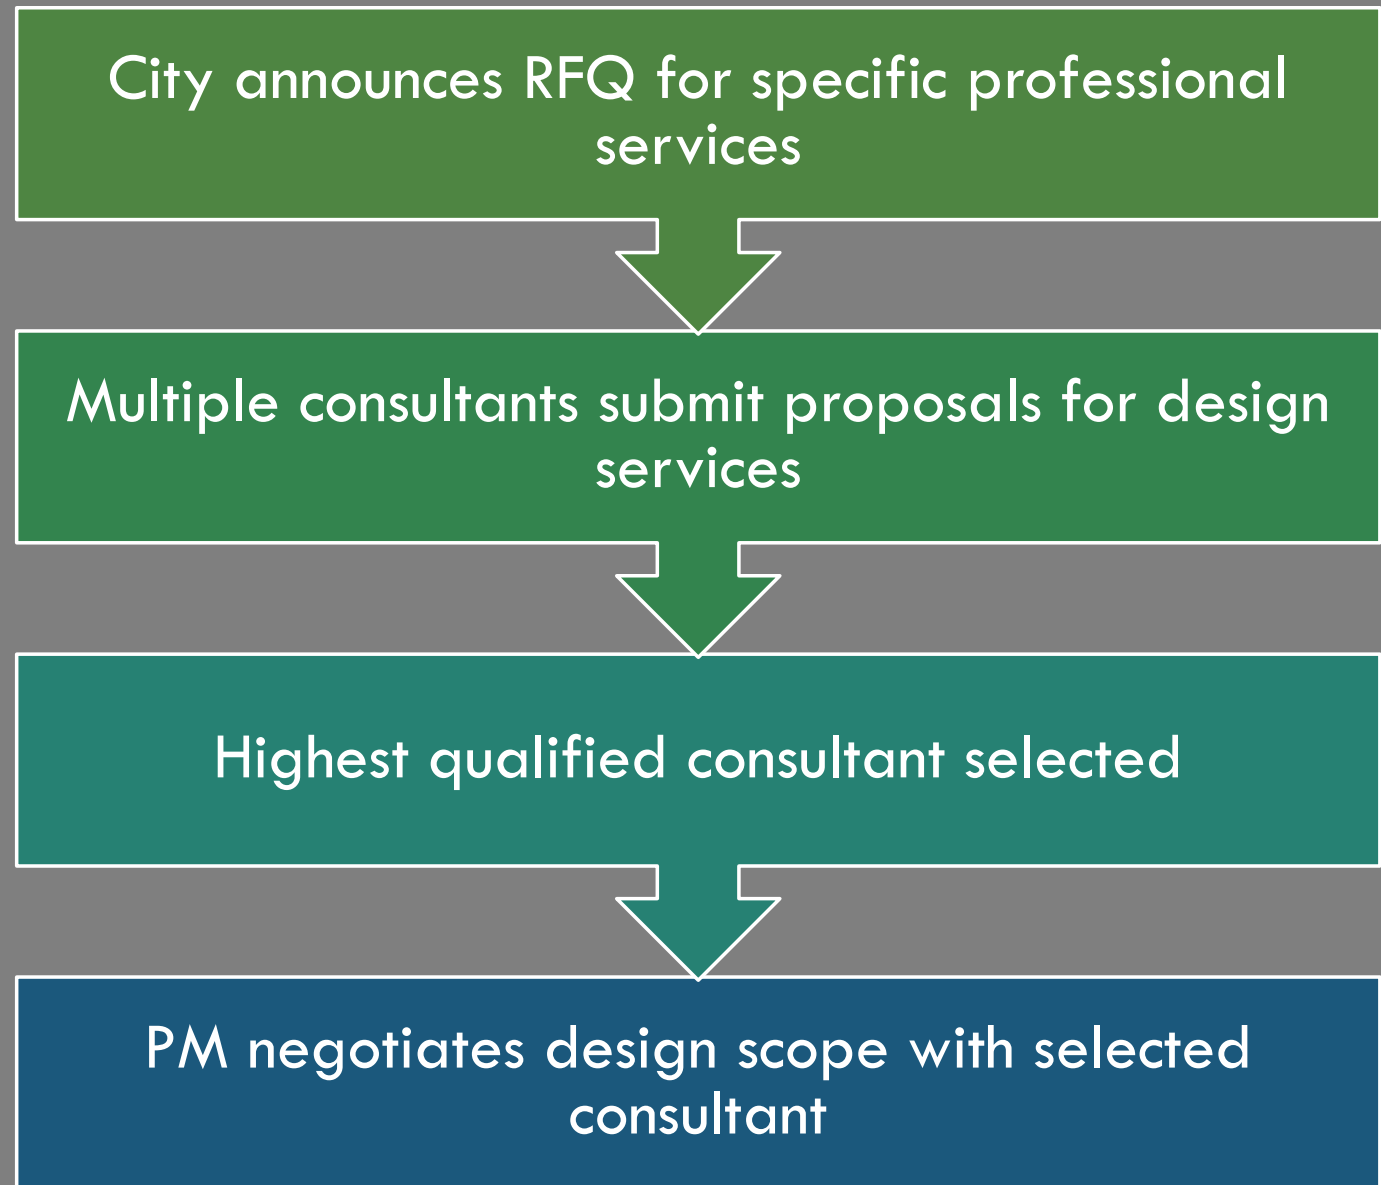 City announces RFQ for specific professional
services
Multiple consultants submit proposals for design
services
Highest qualified consultant selected
PM negotiates design scope with selected
consultant